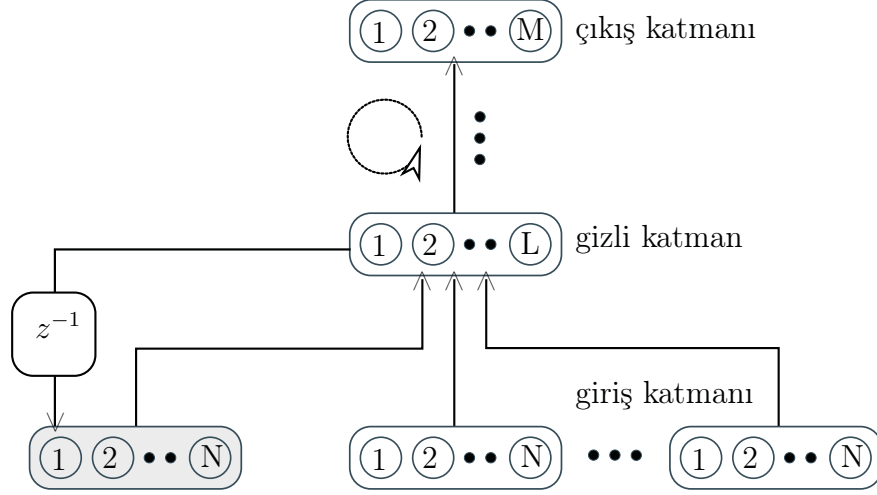 1 2 •• M çıkış katmanı
1 2 •• L gizli katman
z⁻¹
giriş katmanı
1 2 •• N 1 2 •• N ••• 1 2 •• N